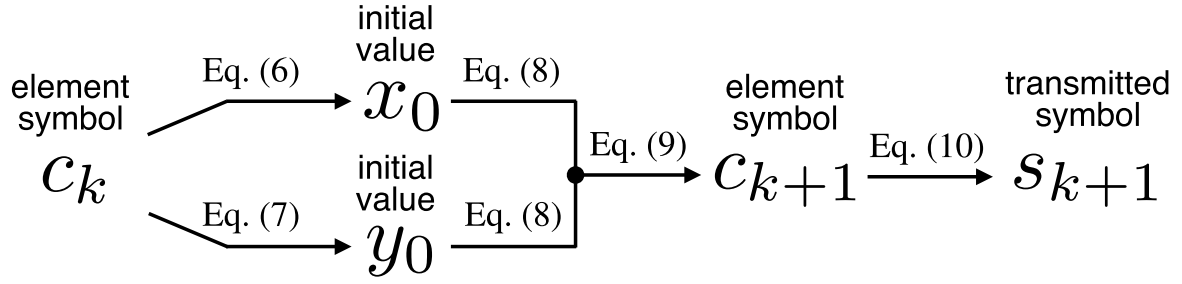 element
symbol
c_k
Eq. (6)
initial
value
x_0
Eq. (8)
Eq. (7)
initial
value
y_0
Eq. (8)
Eq. (9)
element
symbol
c_{k+1}
Eq. (10)
transmitted
symbol
s_{k+1}